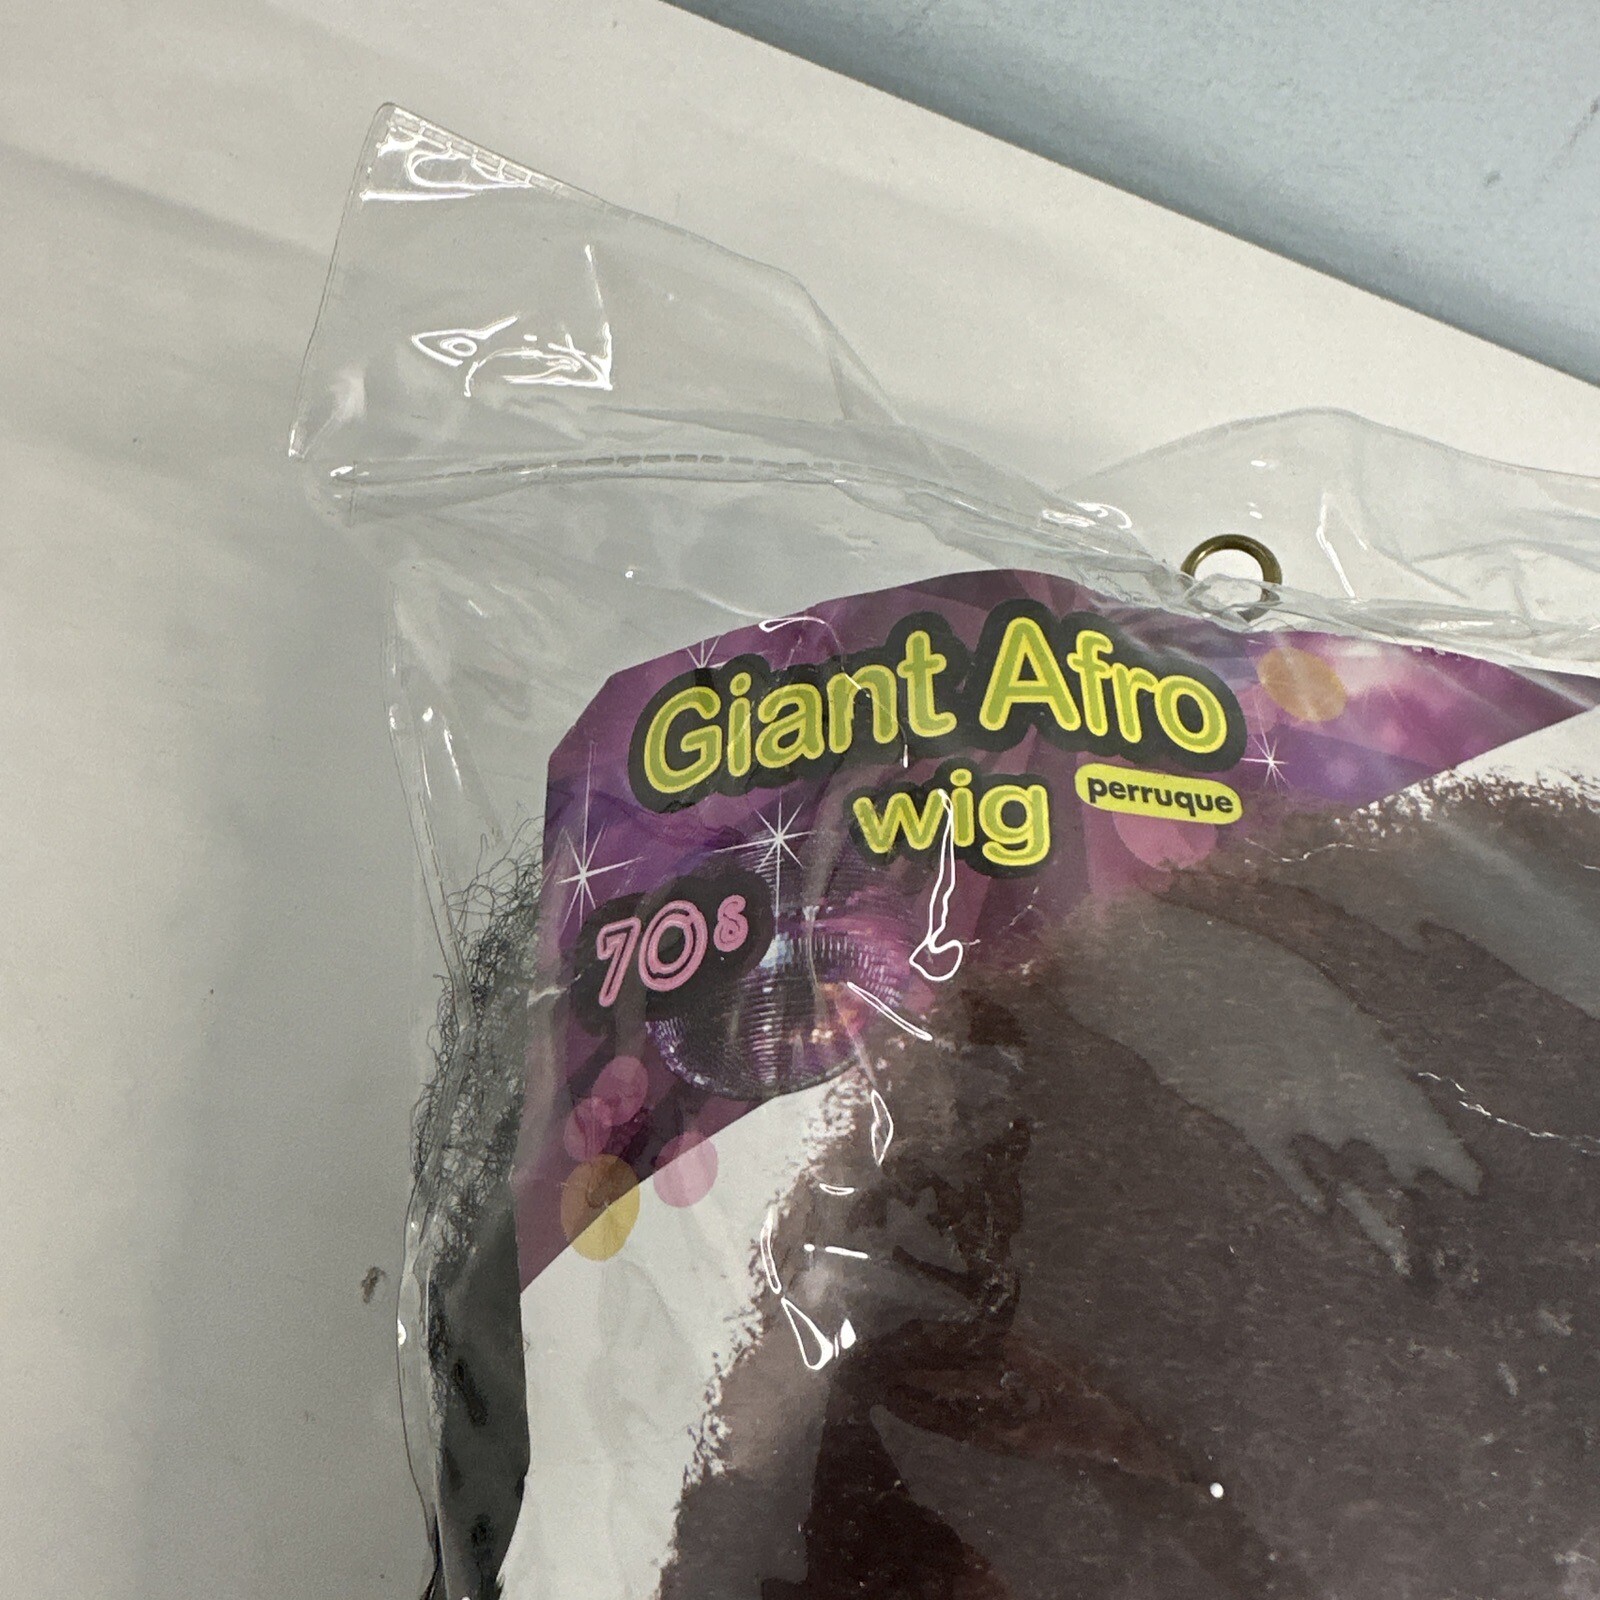 Giant Afro
wig
perruque
70s